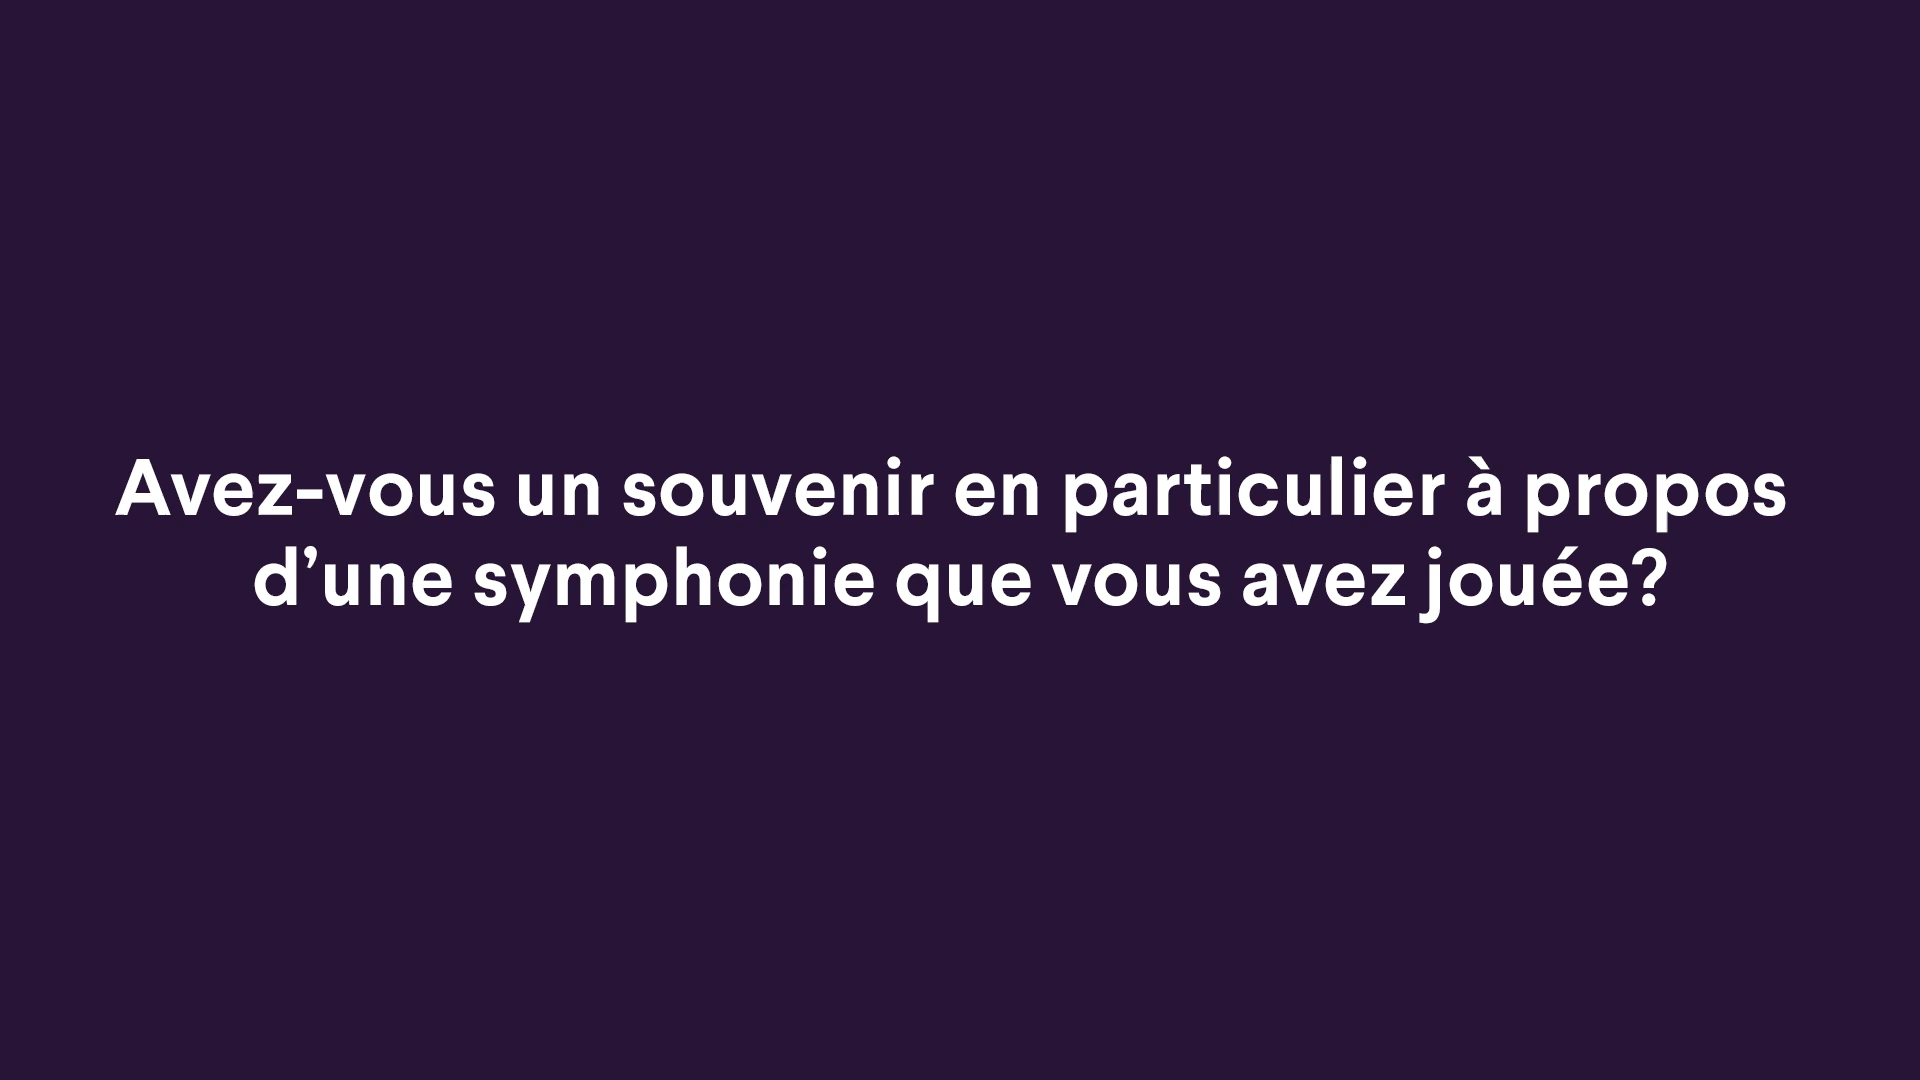 Avez-vous un souvenir en particulier à propos
d’une symphonie que vous avez jouée?